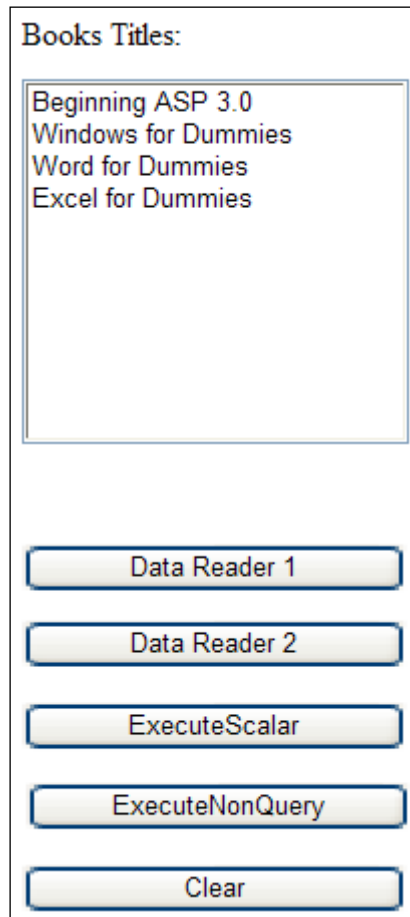 Books Titles:
Beginning ASP 3.0
Windows for Dummies
Word for Dummies
Excel for Dummies
Data Reader 1
Data Reader 2
ExecuteScalar
ExecuteNonQuery
Clear